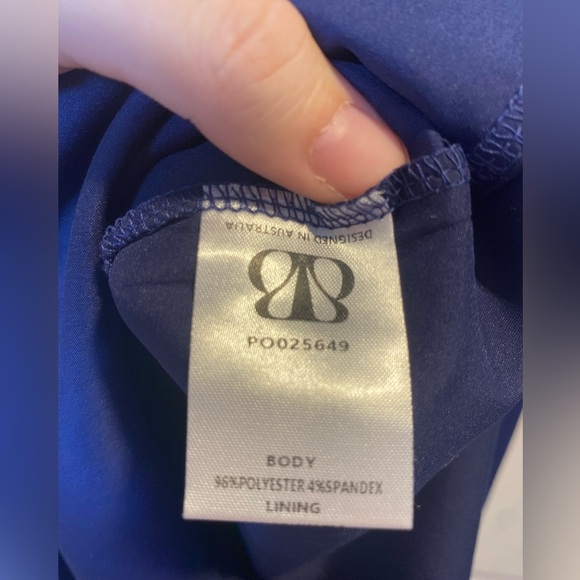 DESIGNED IN AUSTRALIA
PO025649
BODY
96%POLYESTER 4%SPANDEX
LINING